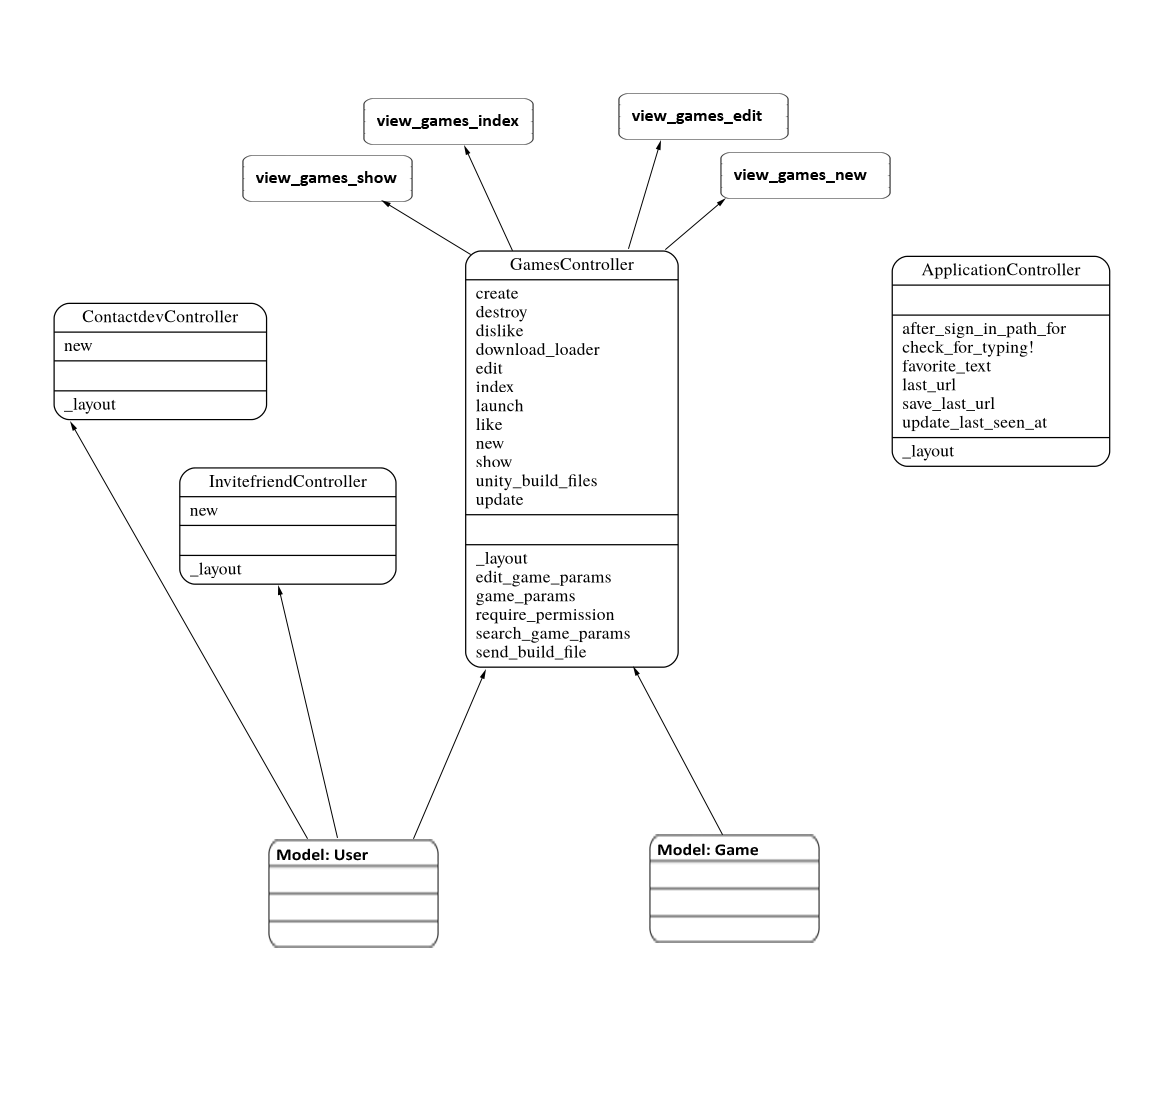 view_games_index
view_games_edit
view_games_show
view_games_new
GamesController
create
destroy
dislike
download_loader
edit
index
launch
like
new
show
unity_build_files
update
_layout
edit_game_params
game_params
require_permission
search_game_params
send_build_file
ApplicationController
after_sign_in_path_for
check_for_typing!
favorite_text
last_url
save_last_url
update_last_seen_at
_layout
ContactdevController
new
_layout
InvitefriendController
new
_layout
Model: User
Model: Game